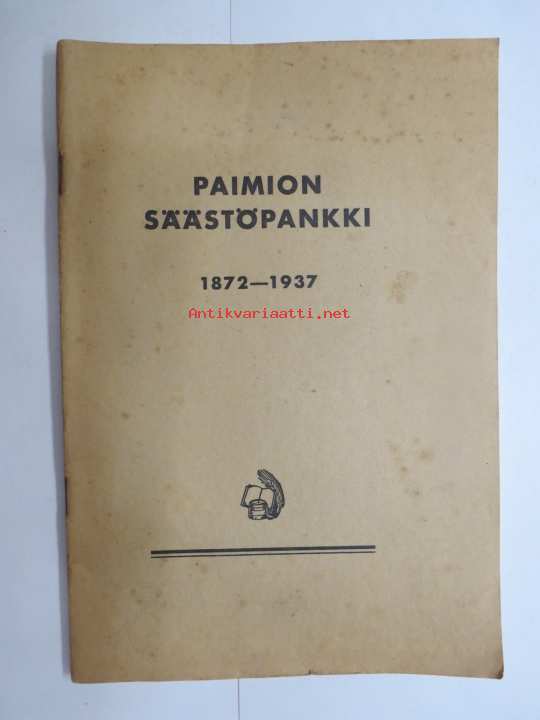 PAIMION
SÄÄSTÖPANKKI
1872—1937
Antikvariaatti.net